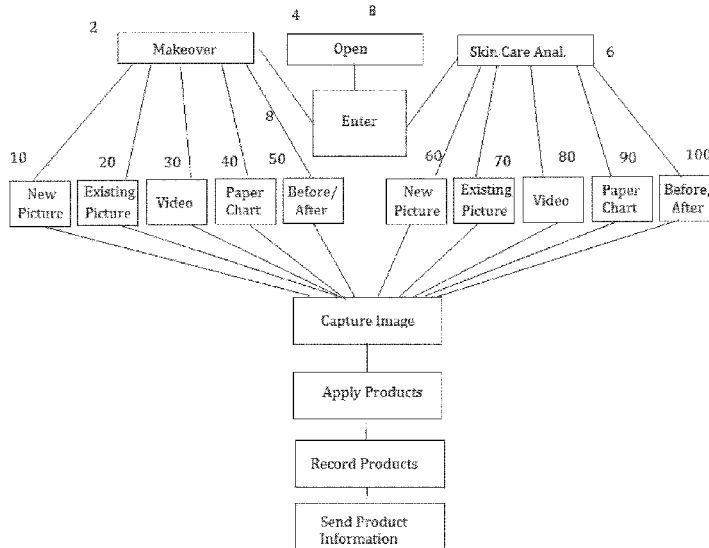 2
4
8
Makeover
Open
Skin Care Anal.
6
8
Enter
10
20
30
40
50
60
70
80
90
100
New
Picture
Existing
Picture
Video
Paper
Chart
Before/
After
New
Picture
Existing
Picture
Video
Paper
Chart
Before/
After
Capture Image
Apply Products
Record Products
Send Product
Information